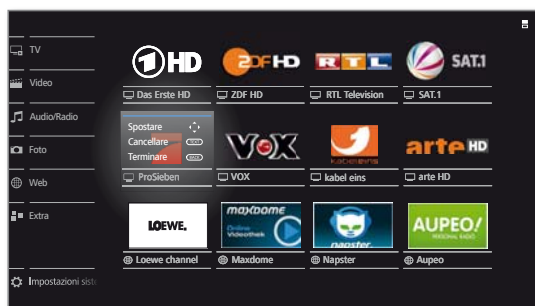 TV
Video
Audio/Radio
Foto
Web
Extra
Impostazioni sist
1 HD
ZDF HD
RTL
SAT.1
Das Erste HD
ZDF HD
RTL Television
SAT.1
Spostare
Cancellare
Terminare
VOX
kabel eins
arte HD
ProSieben
VOX
kabel eins
arte HD
LOEWE.
maxdome
Online
Videothek
napster.
AUPEO!
PERSONAL RADIO
Loewe channel
Maxdome
Napster
Aupeo